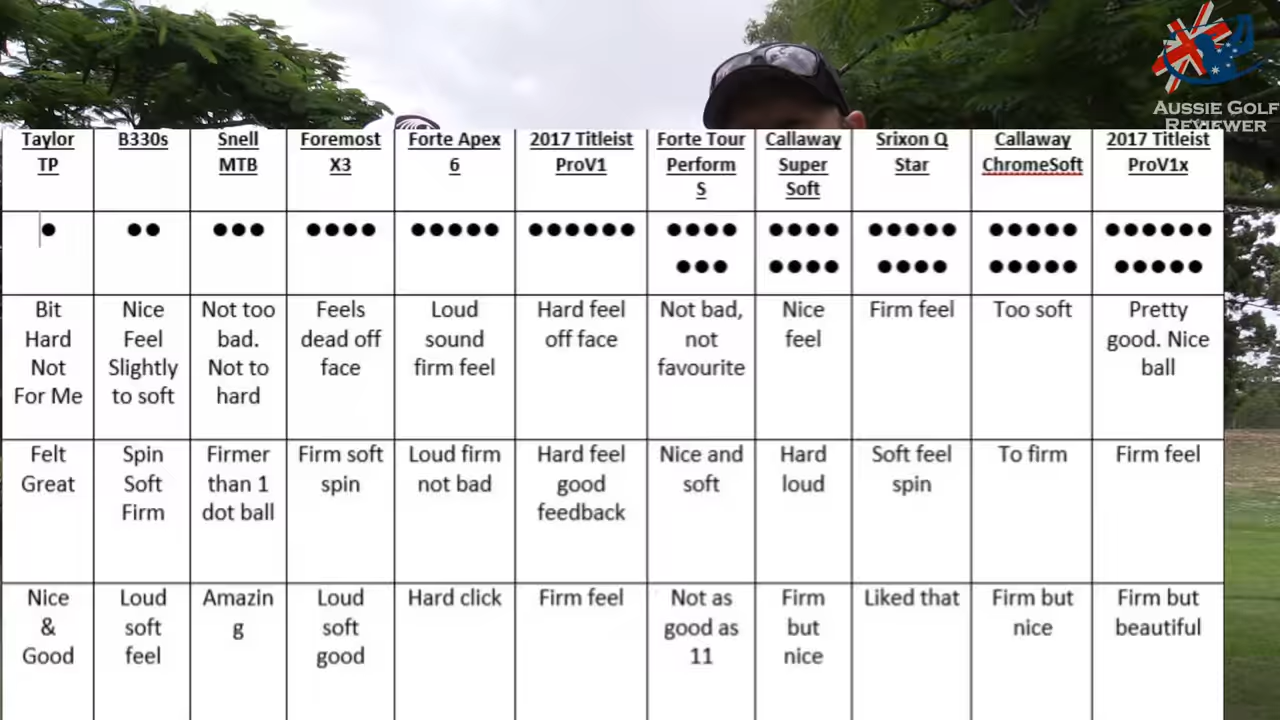 AUSSIE GOLF
REVIEWER
Taylor TP
B330s
Snell MTB
Foremost X3
Forte Apex 6
2017 Titleist ProV1
Forte Tour Perform S
Callaway Super Soft
Srixon Q Star
Callaway ChromeSoft
2017 Titleist ProV1x
Bit Hard Not For Me
Nice Feel Slightly to soft
Not too bad. Not to hard
Feels dead off face
Loud sound firm feel
Hard feel off face
Not bad, not favourite
Nice feel
Firm feel
Too soft
Pretty good. Nice ball
Felt Great
Spin Soft Firm
Firmer than 1 dot ball
Firm soft spin
Loud firm not bad
Hard feel good feedback
Nice and soft
Hard loud
Soft feel spin
To firm
Firm feel
Nice & Good
Loud soft feel
Amazing
Loud soft good
Hard click
Firm feel
Not as good as 11
Firm but nice
Liked that
Firm but nice
Firm but beautiful